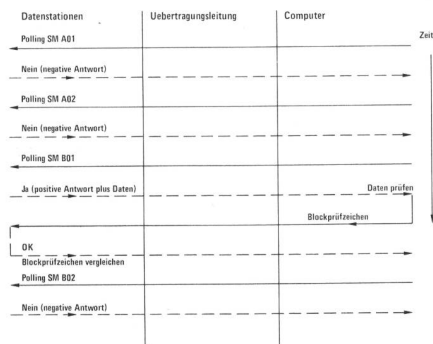 Datenstationen Uebertragungsleitung Computer
Zeit
Polling SM A01
Nein (negative Antwort)
Polling SM A02
Nein (negative Antwort)
Polling SM B01
Ja (positive Antwort plus Daten) Daten prüfen
Blockprüfzeichen
OK
Blockprüfzeichen vergleichen
Polling SM B02
Nein (negative Antwort)